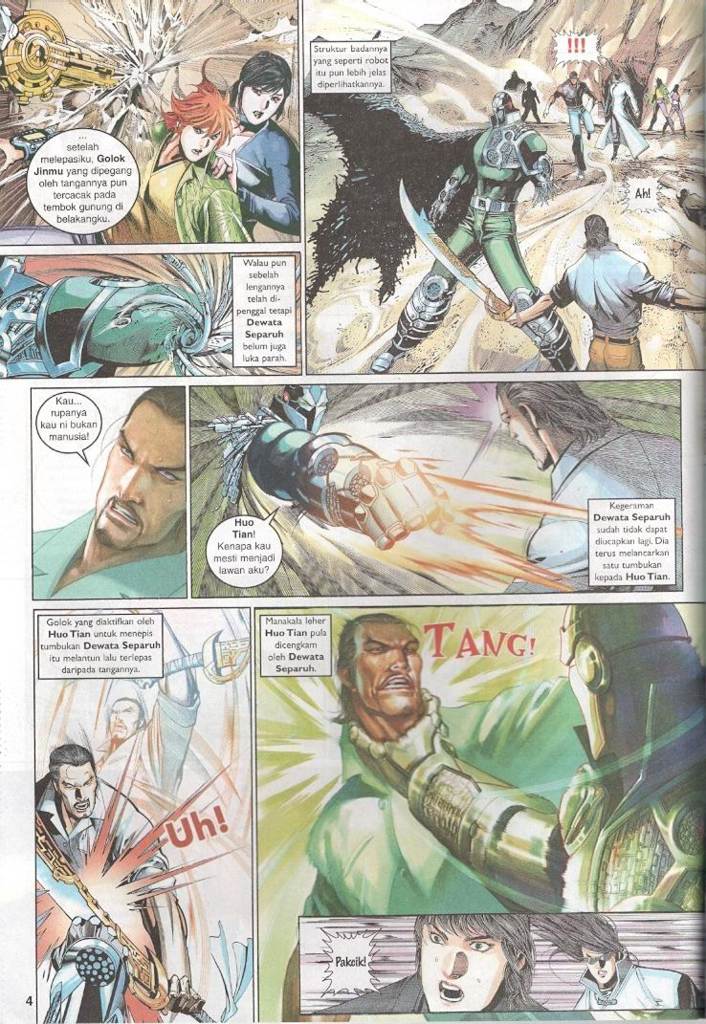 ...
setelah
melepasiku, Golok
Jinmu yang dipegang
oleh tangannya pun
tercacak pada
tembok gunung di
belakangku.
Struktur badannya
yang seperti robot
itu pun lebih jelas
diperlihatkannya.
!!!
Ah!
Walau pun
sebelah
lengannya
telah di-
penggal tetapi
Dewata
Separuh
belum juga
luka parah.
Kau...
rupanya
kau ni bukan
manusia!
Huo
Tian!
Kenapa kau
mesti menjadi
lawan aku?
Kegeraman
Dewata Separuh
sudah tidak dapat
diucapkan lagi. Dia
terus melancarkan
satu tumbukan
kepada Huo Tian.
Golok yang diaktifkan oleh
Huo Tian untuk menepis
tumbukan Dewata Separuh
itu melantun lalu terlepas
daripada tangannya.
Uh!
Manakala leher
Huo Tian pula
dicengkam
oleh Dewata
Separuh.
TANG!
Pakcik!
4